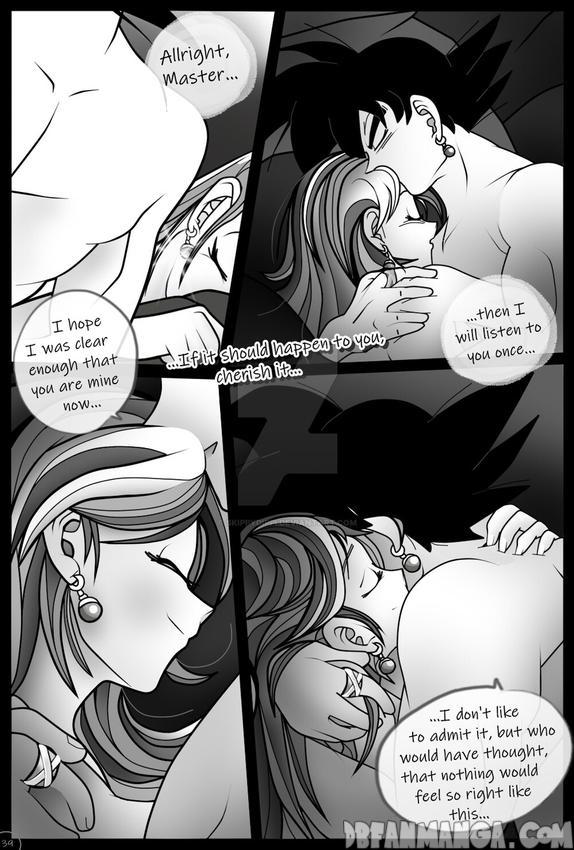 Allright,
Master...
...then I
will listen to
you once...
I hope
I was clear
enough that
you are mine
now...
...If it should happen to you,
cherish it...
...I don't like
to admit it, but who
would have thought,
that nothing would
feel so right like
this...
39
DBFANMANGA.COM